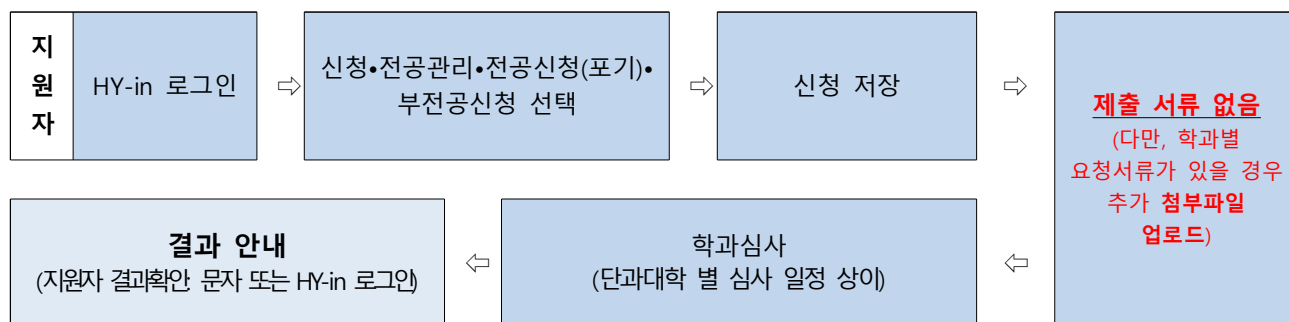 지
원
자
HY-in 로그인
⇨
신청•전공관리•전공신청(포기)•
부전공신청 선택
⇨
신청 저장
⇨
제출 서류 없음
(다만, 학과별
요청서류가 있을 경우
추가 첨부파일
업로드)
⇦
학과심사
(단과대학 별 심사 일정 상이)
⇦
결과 안내
(지원자 결과확인: 문자 또는 HY-in 로그인)